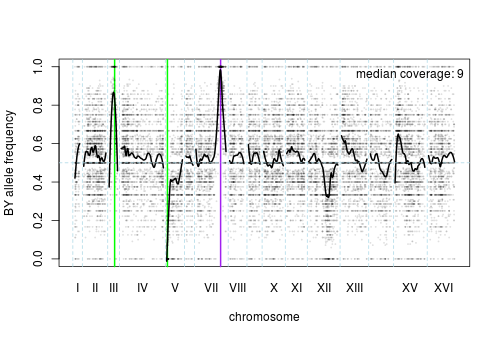 median coverage: 9
BY allele frequency
1.0
0.8
0.6
0.4
0.2
0.0
I II III IV V VII VIII X XI XII XIII XV XVI
chromosome